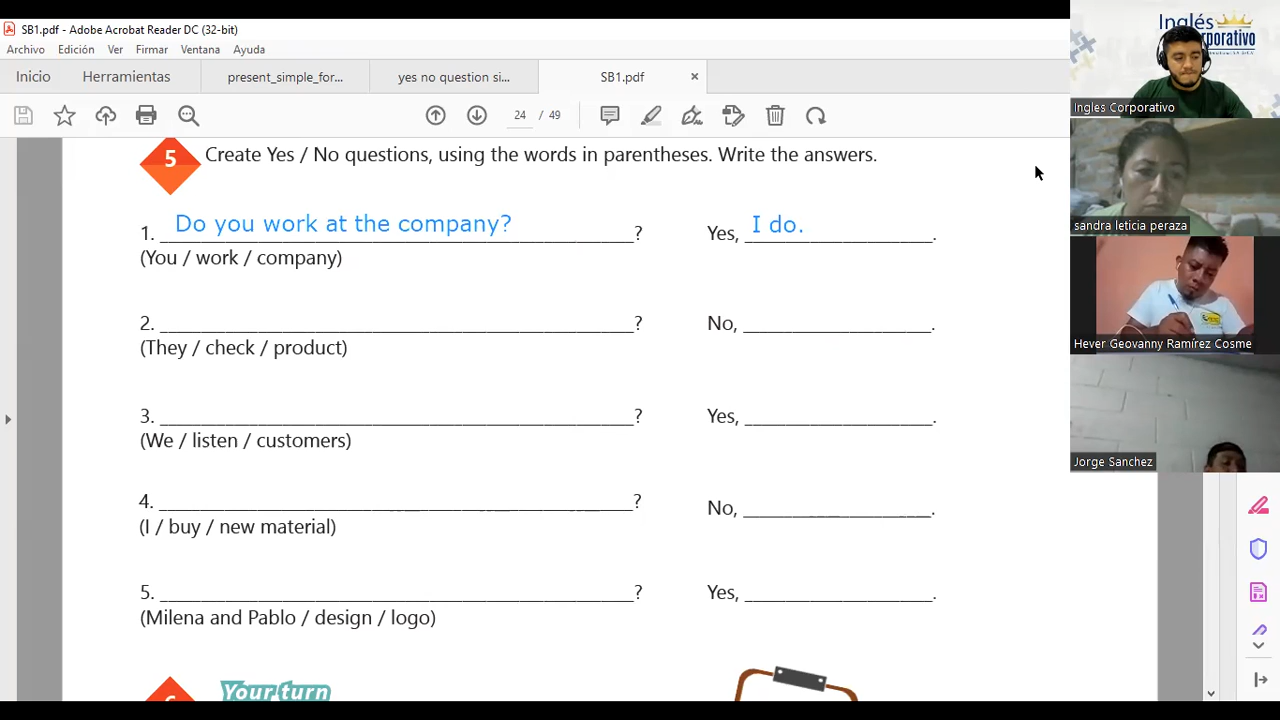 SB1.pdf - Adobe Acrobat Reader DC (32-bit)
Archivo Edición Ver Firmar Ventana Ayuda
Inicio Herramientas present_simple_for... yes no question si... SB1.pdf ×
24 / 49
5 Create Yes / No questions, using the words in parentheses. Write the answers.
1. Do you work at the company? ? Yes, I do. .
(You / work / company)
2. ? No, .
(They / check / product)
3. ? Yes, .
(We / listen / customers)
4. ? No, .
(I / buy / new material)
5. ? Yes, .
(Milena and Pablo / design / logo)
6 Your turn
Inglés
Ingles Corporativo
sandra leticia peraza
Hever Geovanny Ramírez Cosme
Jorge Sanchez